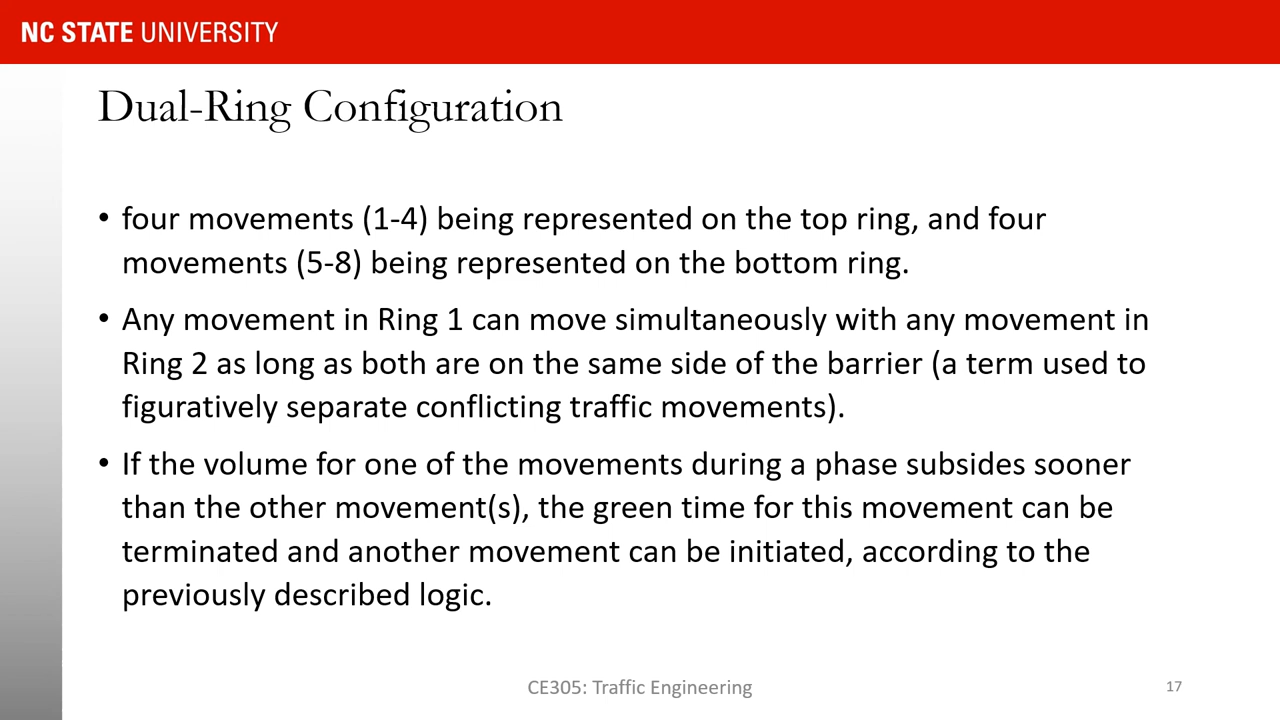 NC STATE UNIVERSITY
Dual-Ring Configuration
• four movements (1-4) being represented on the top ring, and four
movements (5-8) being represented on the bottom ring.
• Any movement in Ring 1 can move simultaneously with any movement in
Ring 2 as long as both are on the same side of the barrier (a term used to
figuratively separate conflicting traffic movements).
• If the volume for one of the movements during a phase subsides sooner
than the other movement(s), the green time for this movement can be
terminated and another movement can be initiated, according to the
previously described logic.
CE305: Traffic Engineering
17